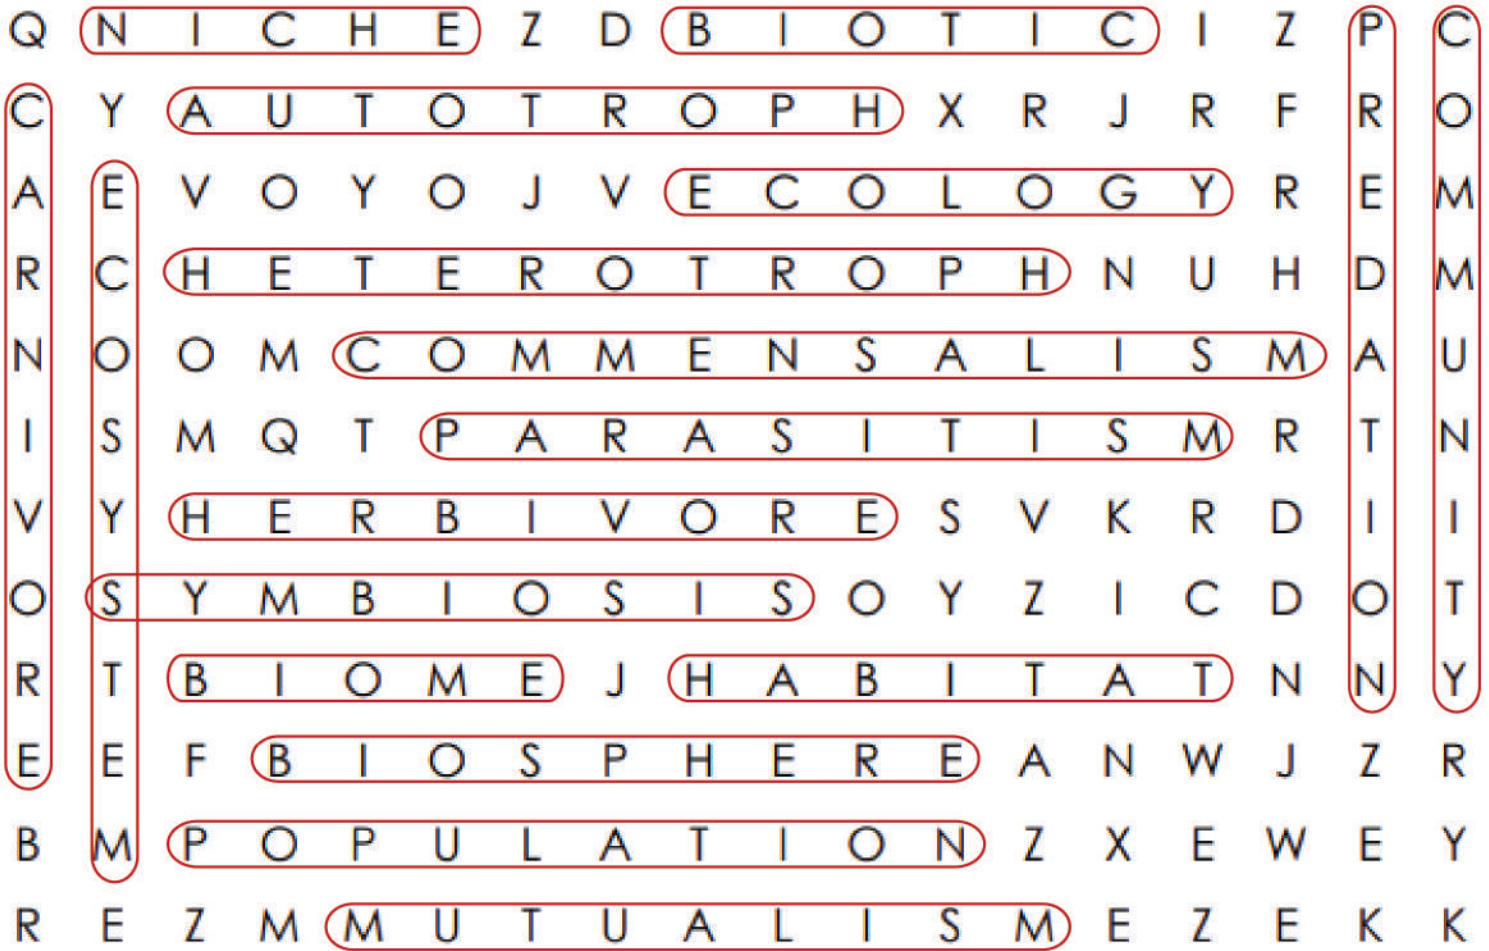 Q N I C H E Z D B I O T I C I Z P C
C Y A U T O T R O P H X R J R F R O
A E V O Y O J V E C O L O G Y R E M
R C H E T E R O T R O P H N U H D M
N O O M C O M M E N S A L I S M A U
I S M Q T P A R A S I T I S M R T N
V Y H E R B I V O R E S V K R D I I
O S Y M B I O S I S O Y Z I C D O T
R T B I O M E J H A B I T A T N N Y
E E F B I O S P H E R E A N W J Z R
B M P O P U L A T I O N Z X E W E Y
R E Z M M U T U A L I S M E Z E K K